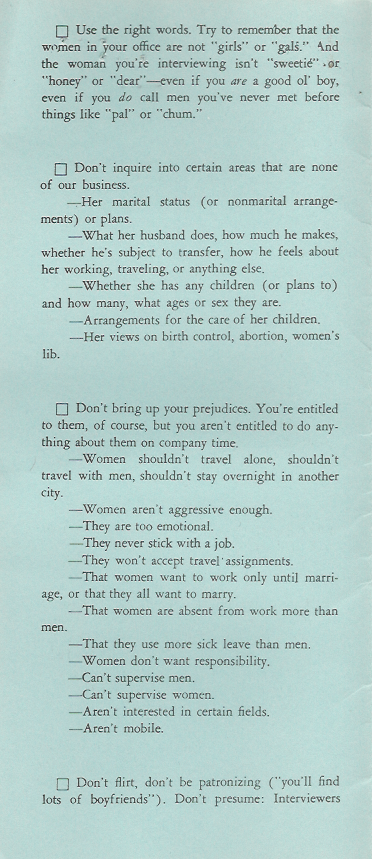 ☐ Use the right words. Try to remember that the
women in your office are not "girls" or "gals." And
the woman you're interviewing isn't "sweetie" or
"honey" or "dear"—even if you are a good ol' boy,
even if you do call men you've never met before
things like "pal" or "chum."
☐ Don't inquire into certain areas that are none
of our business.
—Her marital status (or nonmarital arrange-
ments) or plans.
—What her husband does, how much he makes,
whether he's subject to transfer, how he feels about
her working, traveling, or anything else.
—Whether she has any children (or plans to)
and how many, what ages or sex they are.
—Arrangements for the care of her children.
—Her views on birth control, abortion, women's
lib.
☐ Don't bring up your prejudices. You're entitled
to them, of course, but you aren't entitled to do any-
thing about them on company time.
—Women shouldn't travel alone, shouldn't
travel with men, shouldn't stay overnight in another
city.
—Women aren't aggressive enough.
—They are too emotional.
—They never stick with a job.
—They won't accept travel assignments.
—That women want to work only until marri-
age, or that they all want to marry.
—That women are absent from work more than
men.
—That they use more sick leave than men.
—Women don't want responsibility.
—Can't supervise men.
—Can't supervise women.
—Aren't interested in certain fields.
—Aren't mobile.
☐ Don't flirt, don't be patronizing ("you'll find
lots of boyfriends"). Don't presume: Interviewers